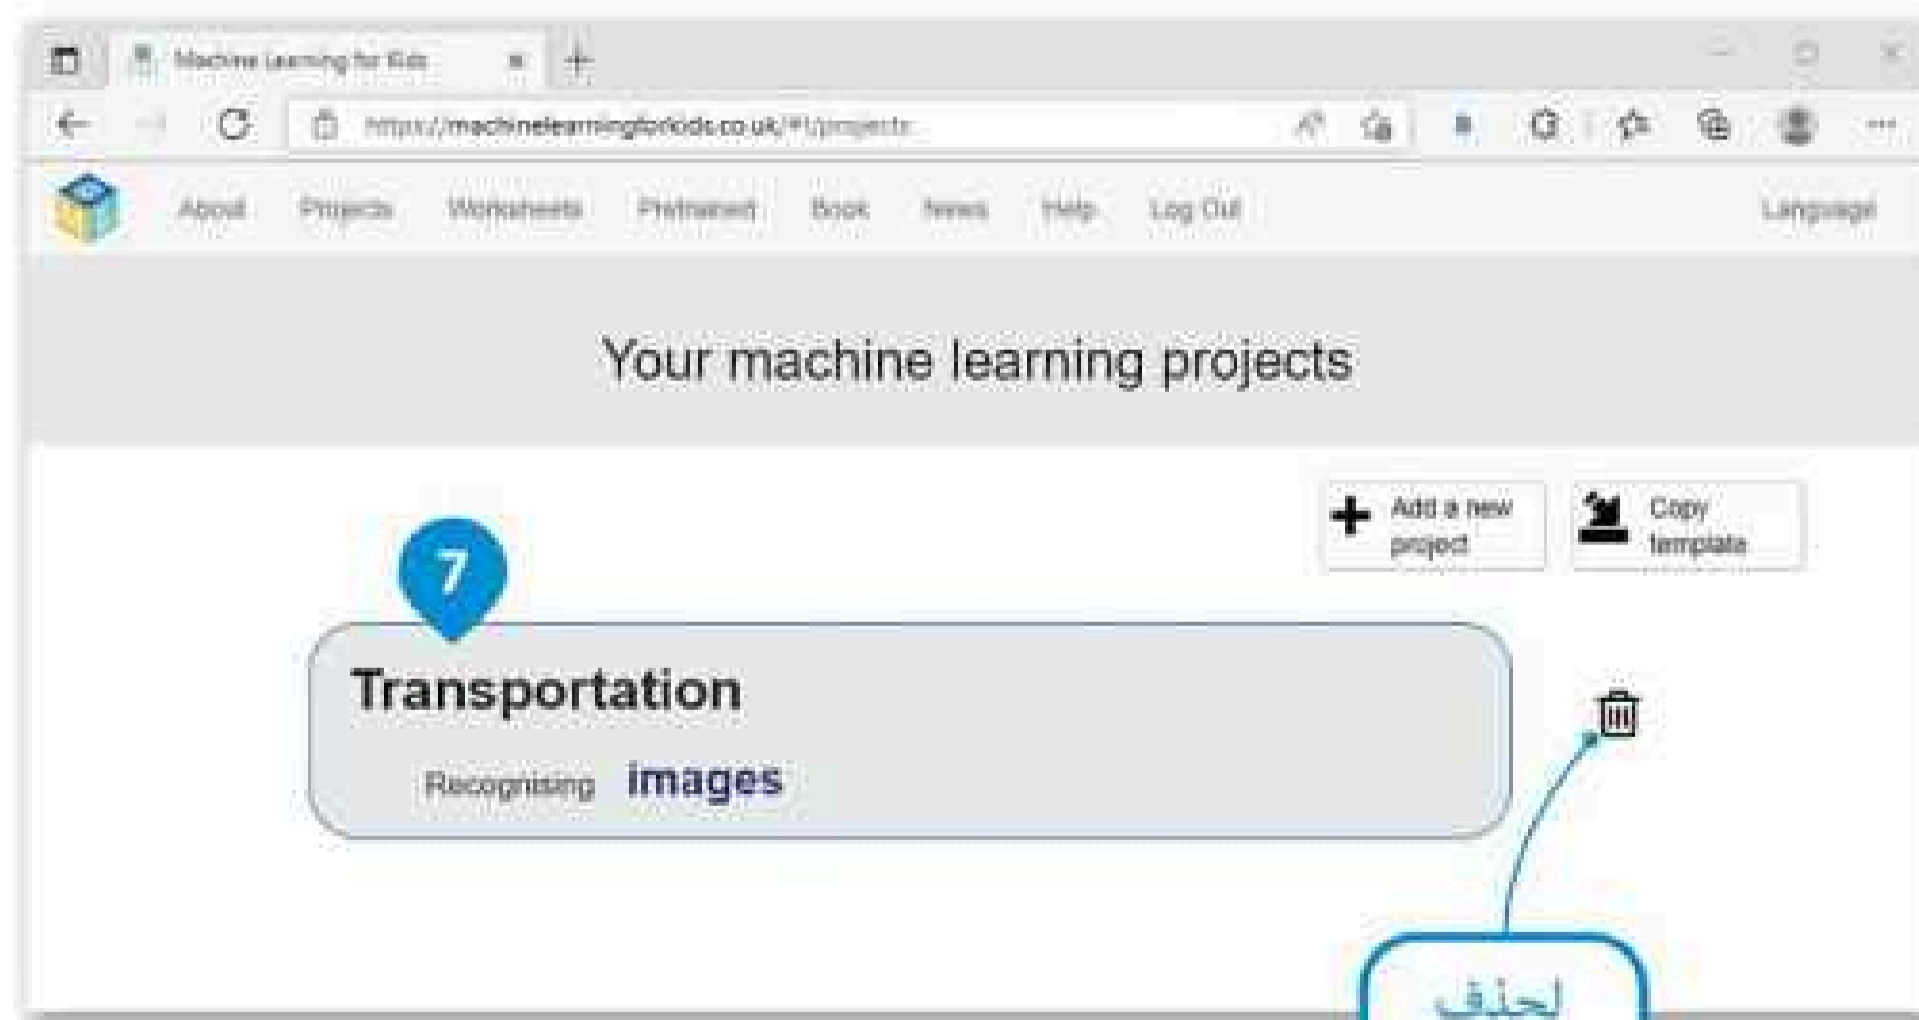 Machine Learning for Kids
https://machinelearningforkids.co.uk/#!/projects
About Projects Worksheets Pretrained Book News Help Log Out Language
Your machine learning projects
Add a new
project
Copy
template
7
Transportation
Recognising images
لحذف